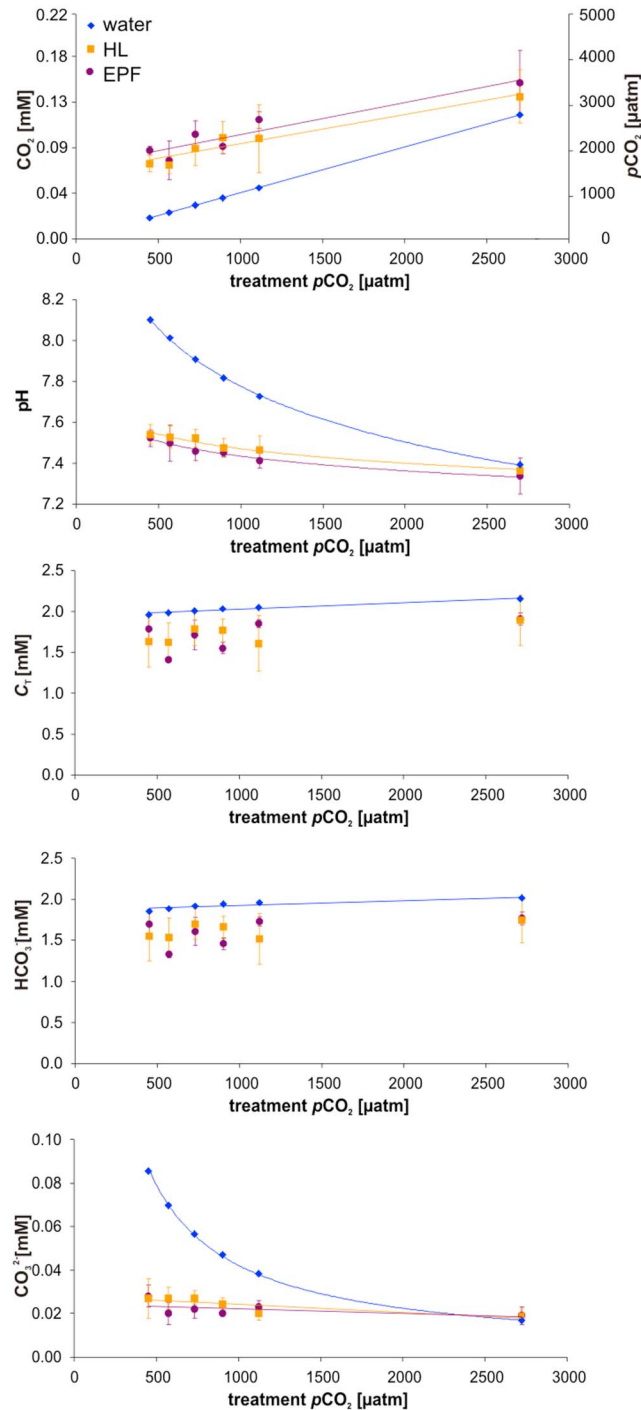 0.22
5000
water
HL
EPF
0.18
4000
0.13
3000
CO₂ [mM]
pCO₂ [µatm]
0.09
2000
0.04
1000
0.00
0
0 500 1000 1500 2000 2500 3000
treatment pCO₂ [µatm]
8.2
8.0
7.8
pH
7.6
7.4
7.2
0 500 1000 1500 2000 2500 3000
treatment pCO₂ [µatm]
2.5
2.0
1.5
C_T [mM]
1.0
0.5
0.0
0 500 1000 1500 2000 2500 3000
treatment pCO₂ [µatm]
2.5
2.0
1.5
HCO₃⁻ [mM]
1.0
0.5
0.0
0 500 1000 1500 2000 2500 3000
treatment pCO₂ [µatm]
0.10
0.08
0.06
CO₃²⁻ [mM]
0.04
0.02
0.00
0 500 1000 1500 2000 2500 3000
treatment pCO₂ [µatm]